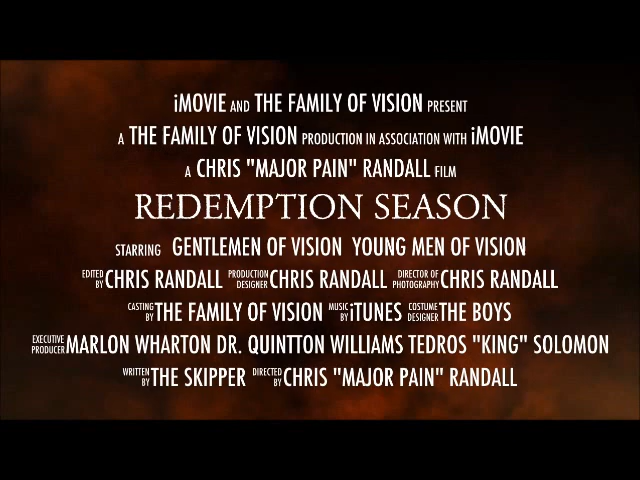 iMOVIE AND THE FAMILY OF VISION PRESENT
A THE FAMILY OF VISION PRODUCTION IN ASSOCIATION WITH iMOVIE
A CHRIS "MAJOR PAIN" RANDALL FILM
REDEMPTION SEASON
STARRING GENTLEMEN OF VISION YOUNG MEN OF VISION
EDITED BY CHRIS RANDALL PRODUCTION DESIGNER CHRIS RANDALL DIRECTOR OF PHOTOGRAPHY CHRIS RANDALL
CASTING BY THE FAMILY OF VISION MUSIC BY iTUNES COSTUME DESIGNER THE BOYS
EXECUTIVE PRODUCER MARLON WHARTON DR. QUINTTON WILLIAMS TEDROS "KING" SOLOMON
WRITTEN BY THE SKIPPER DIRECTED BY CHRIS "MAJOR PAIN" RANDALL